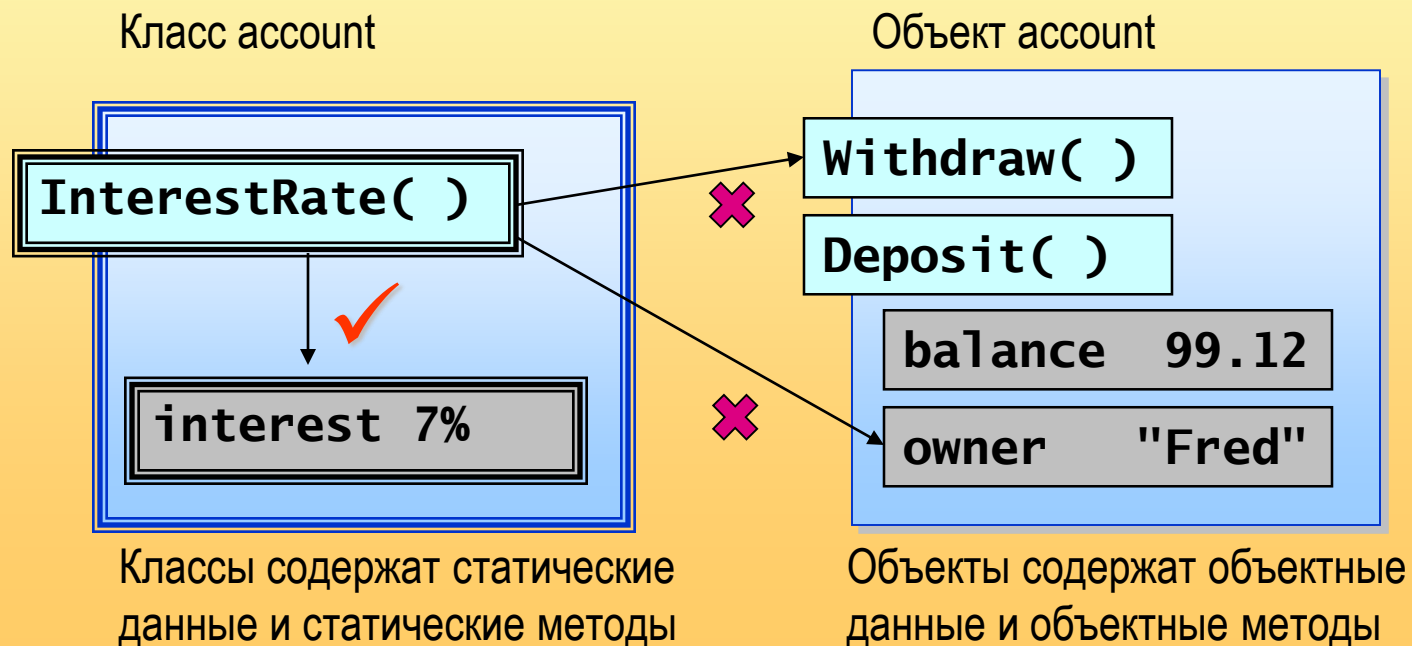 Класс account
Объект account
InterestRate( )
interest 7%
Withdraw( )
Deposit( )
balance 99.12
owner "Fred"
Классы содержат статические
данные и статические методы
Объекты содержат объектные
данные и объектные методы